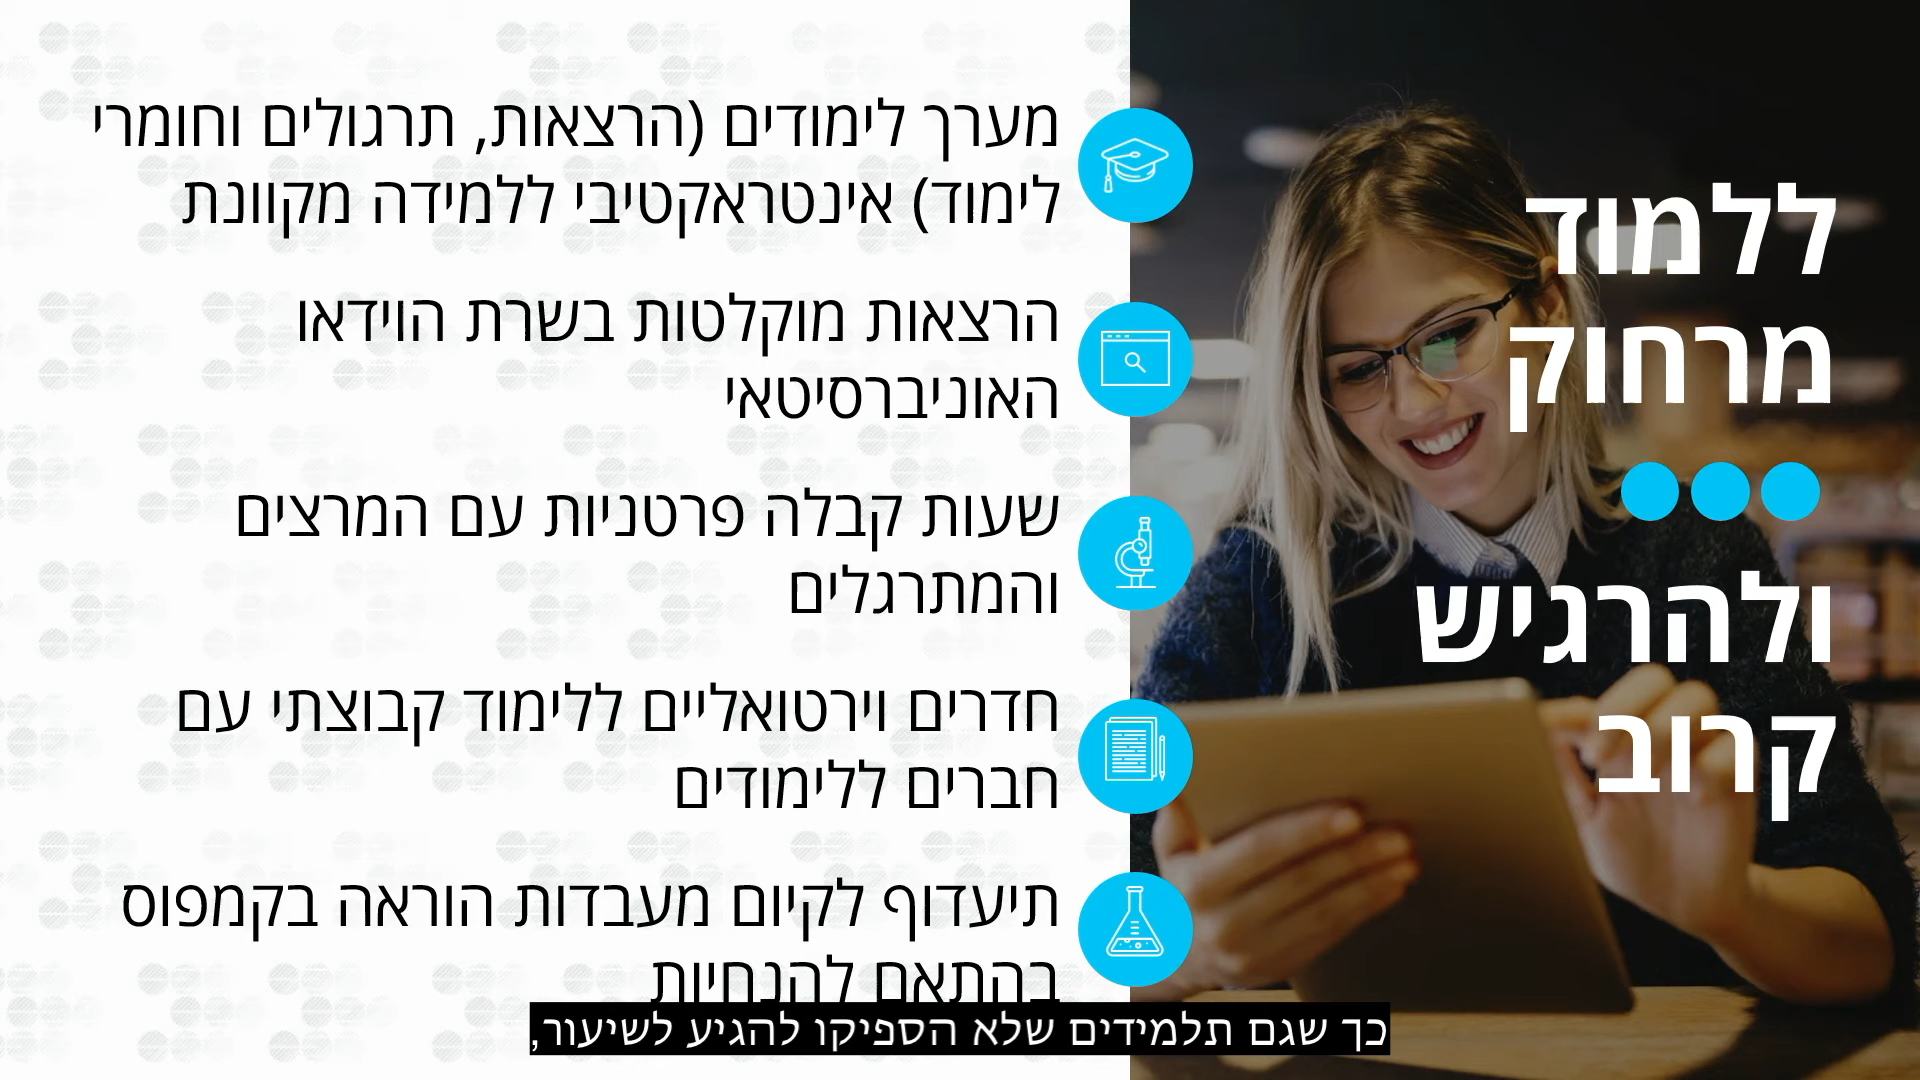 ללמוד
מרחוק
ולהרגיש
קרוב
מערך לימודים (הרצאות, תרגולים וחומרי
לימוד) אינטראקטיבי ללמידה מקוונת
הרצאות מוקלטות בשרת הוידאו
האוניברסיטאי
שעות קבלה פרטניות עם המרצים
והמתרגלים
חדרים וירטואליים ללימוד קבוצתי עם
חברים ללימודים
תיעדוף לקיום מעבדות הוראה בקמפוס
בהתאם להנחיות
כך שגם תלמידים שלא הספיקו להגיע לשיעור,